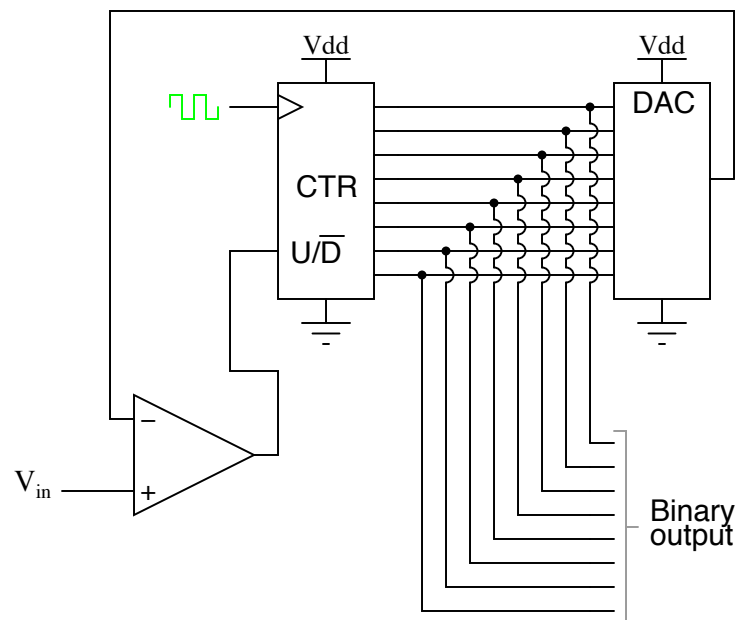 Vdd
Vdd
DAC
CTR
U/D̅
−
V_in
+
Binary
output